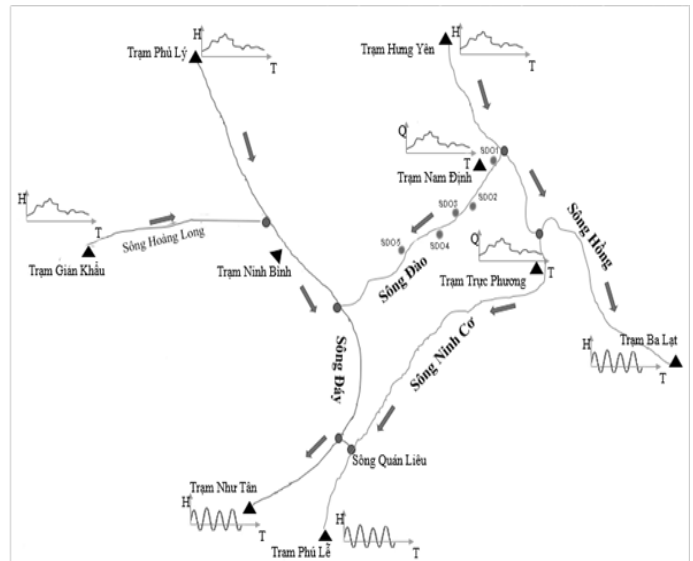 H
Trạm Phủ Lý
T
Trạm Hưng Yên
H
T
Q
T
SDO1
Trạm Nam Định
H
T
Sông Hoàng Long
Trạm Gián Khẩu
SDO3
SDO2
SDO4
SDO5
Trạm Ninh Bình
Sông Đào
Q
T
Trạm Trực Phương
Sông Hồng
Sông Đáy
Sông Ninh Cơ
Trạm Ba Lạt
H
T
Sông Quán Liêu
Trạm Như Tân
H
T
Trạm Phú Lễ
H
T